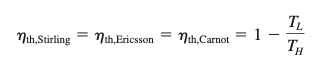 η_th,Stirling = η_th,Ericsson = η_th,Carnot = 1 − T_L / T_H